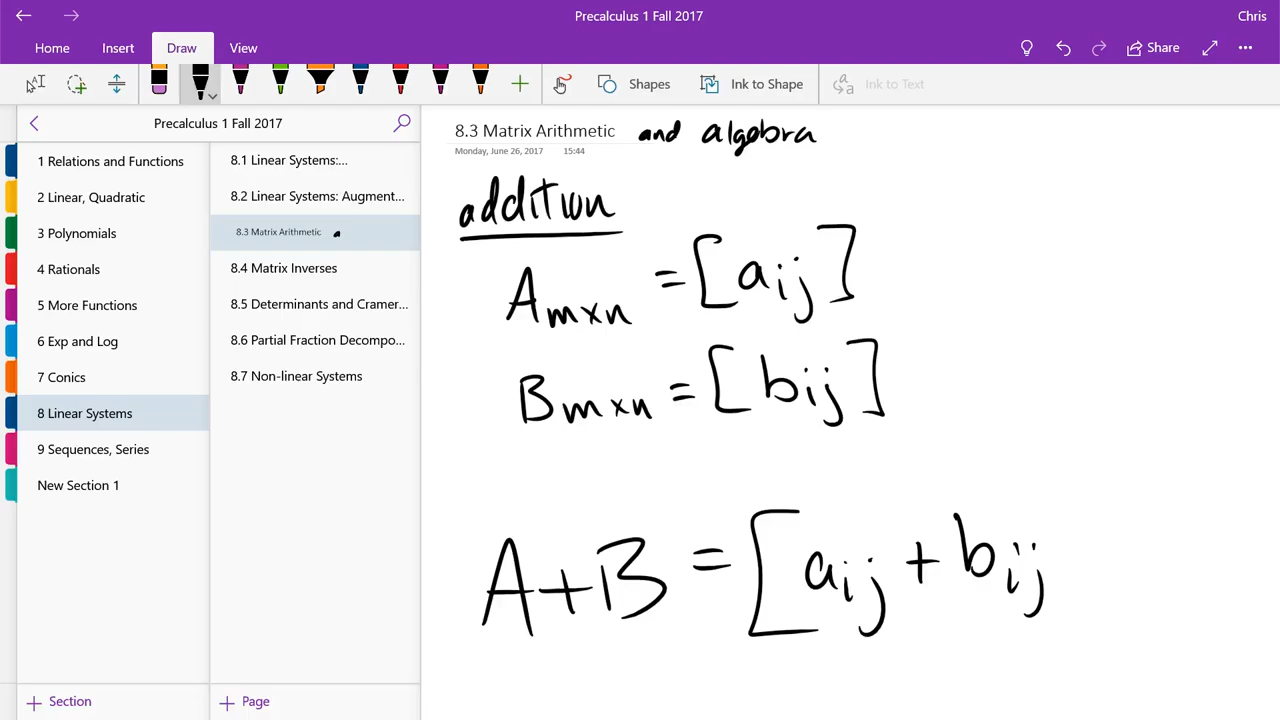 Precalculus 1 Fall 2017
Chris
Home Insert Draw View
Share
Shapes Ink to Shape Ink to Text
Precalculus 1 Fall 2017
1 Relations and Functions
2 Linear, Quadratic
3 Polynomials
4 Rationals
5 More Functions
6 Exp and Log
7 Conics
8 Linear Systems
9 Sequences, Series
New Section 1
Section
8.1 Linear Systems:...
8.2 Linear Systems: Augment...
8.3 Matrix Arithmetic
8.4 Matrix Inverses
8.5 Determinants and Cramer...
8.6 Partial Fraction Decompo...
8.7 Non-linear Systems
Page
8.3 Matrix Arithmetic and algebra
Monday, June 26, 2017 15:44
addition
A m×n = [aij]
B m×n = [bij]
A+B = [aij + bij